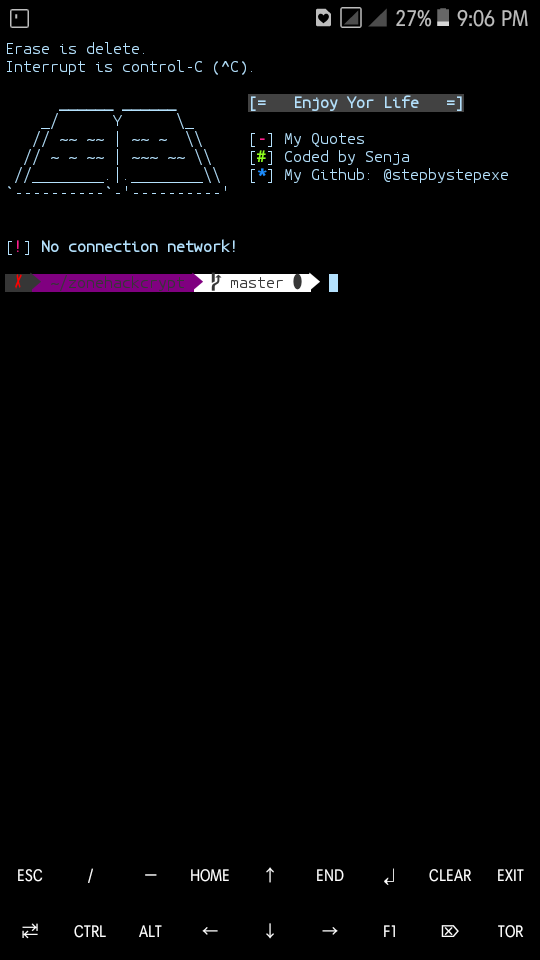 27% 9:06 PM
Erase is delete.
Interrupt is control-C (^C).
[=   Enjoy Yor Life   =]
[-] My Quotes
[#] Coded by Senja
[*] My Github: @stepbystepexe
[!] No connection network!
master
ESC / — HOME ↑ END ↲ CLEAR EXIT
CTRL ALT ← ↓ → F1 ⌦ TOR